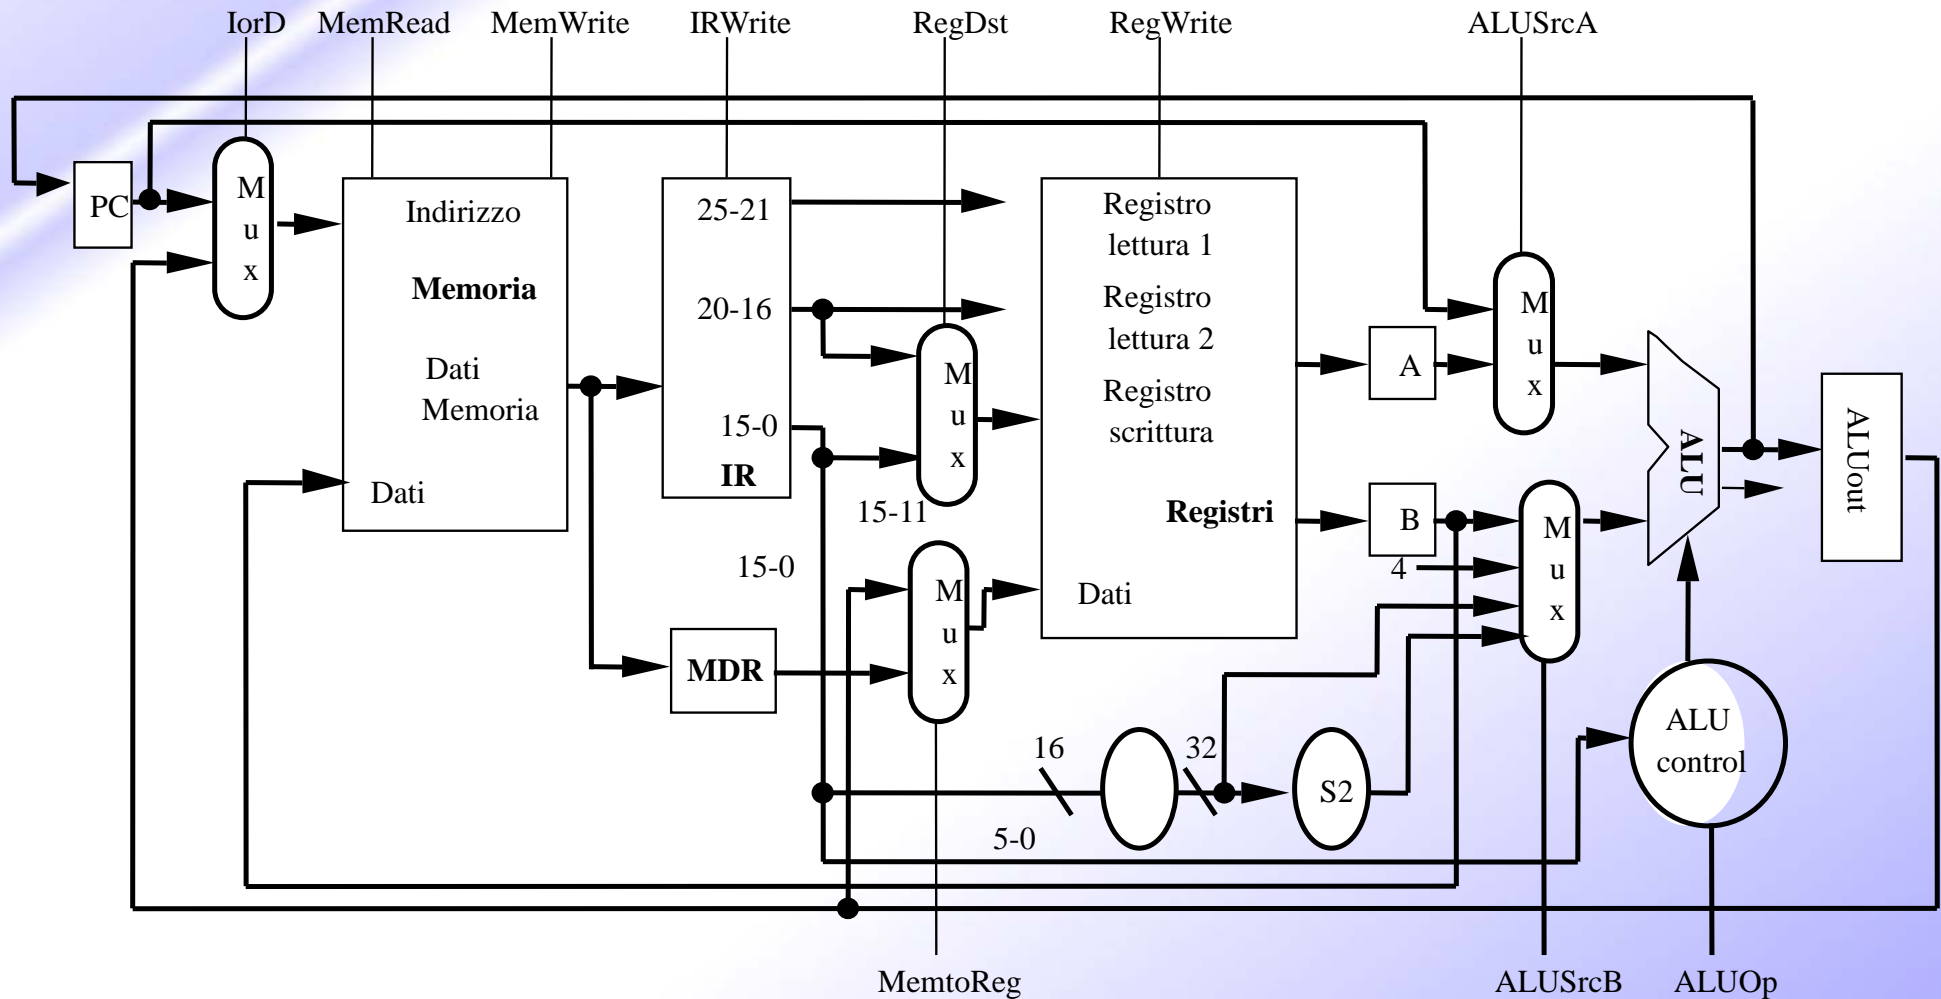 IorD MemRead MemWrite IRWrite RegDst RegWrite ALUSrcA
PC
M
u
x
Indirizzo
Memoria
Dati
Memoria
Dati
25-21
20-16
15-0
IR
15-11
15-0
MDR
M
u
x
M
u
x
Registro
lettura 1
Registro
lettura 2
Registro
scrittura
Registri
Dati
A
B
4
M
u
x
M
u
x
ALU
ALUout
16
32
S2
5-0
ALU
control
MemtoReg ALUSrcB ALUOp